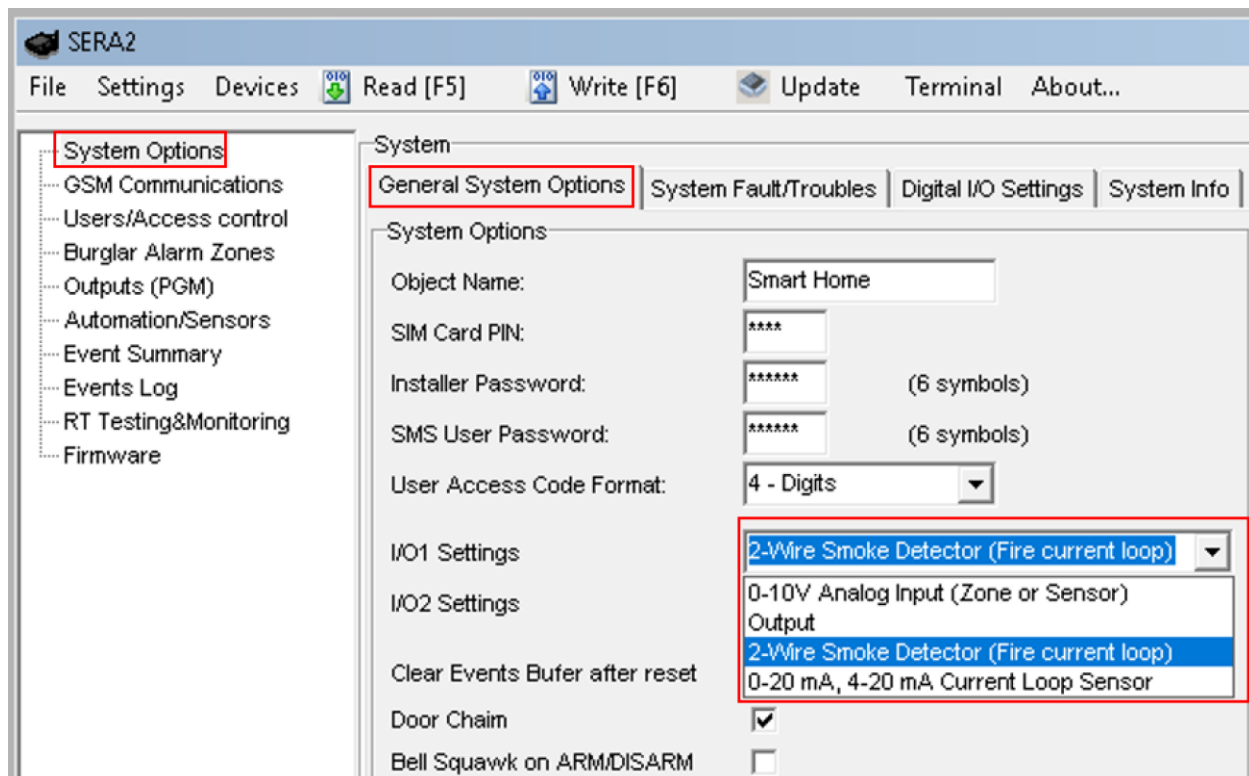 SERA2
File Settings Devices Read [F5] Write [F6] Update Terminal About...
System Options
GSM Communications
Users/Access control
Burglar Alarm Zones
Outputs (PGM)
Automation/Sensors
Event Summary
Events Log
RT Testing&Monitoring
Firmware
System
General System Options System Fault/Troubles Digital I/O Settings System Info
System Options
Object Name: Smart Home
SIM Card PIN: ****
Installer Password: ****** (6 symbols)
SMS User Password: ****** (6 symbols)
User Access Code Format: 4 - Digits
I/O1 Settings 2-Wire Smoke Detector (Fire current loop)
0-10V Analog Input (Zone or Sensor)
I/O2 Settings
Output
2-Wire Smoke Detector (Fire current loop)
0-20 mA, 4-20 mA Current Loop Sensor
Clear Events Bufer after reset
Door Chaim
Bell Squawk on ARM/DISARM